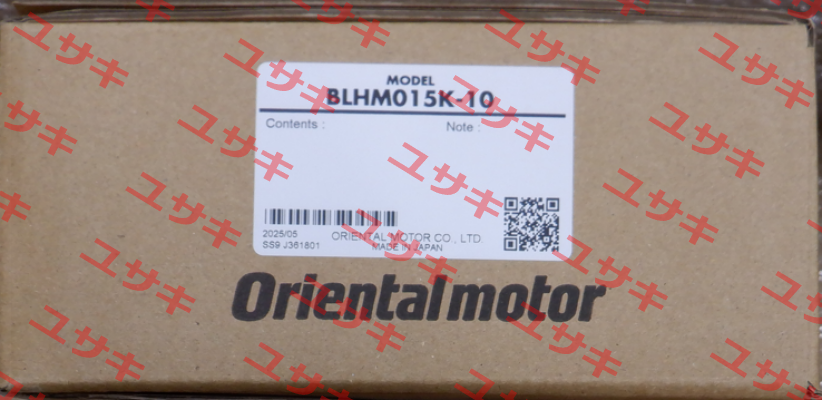 MODEL
BLHM015K-10
Contents :
Note :
2025/05
ORIENTAL MOTOR CO., LTD
SS9 J361801
MADE IN JAPAN
Orientalmotor
ユサキ